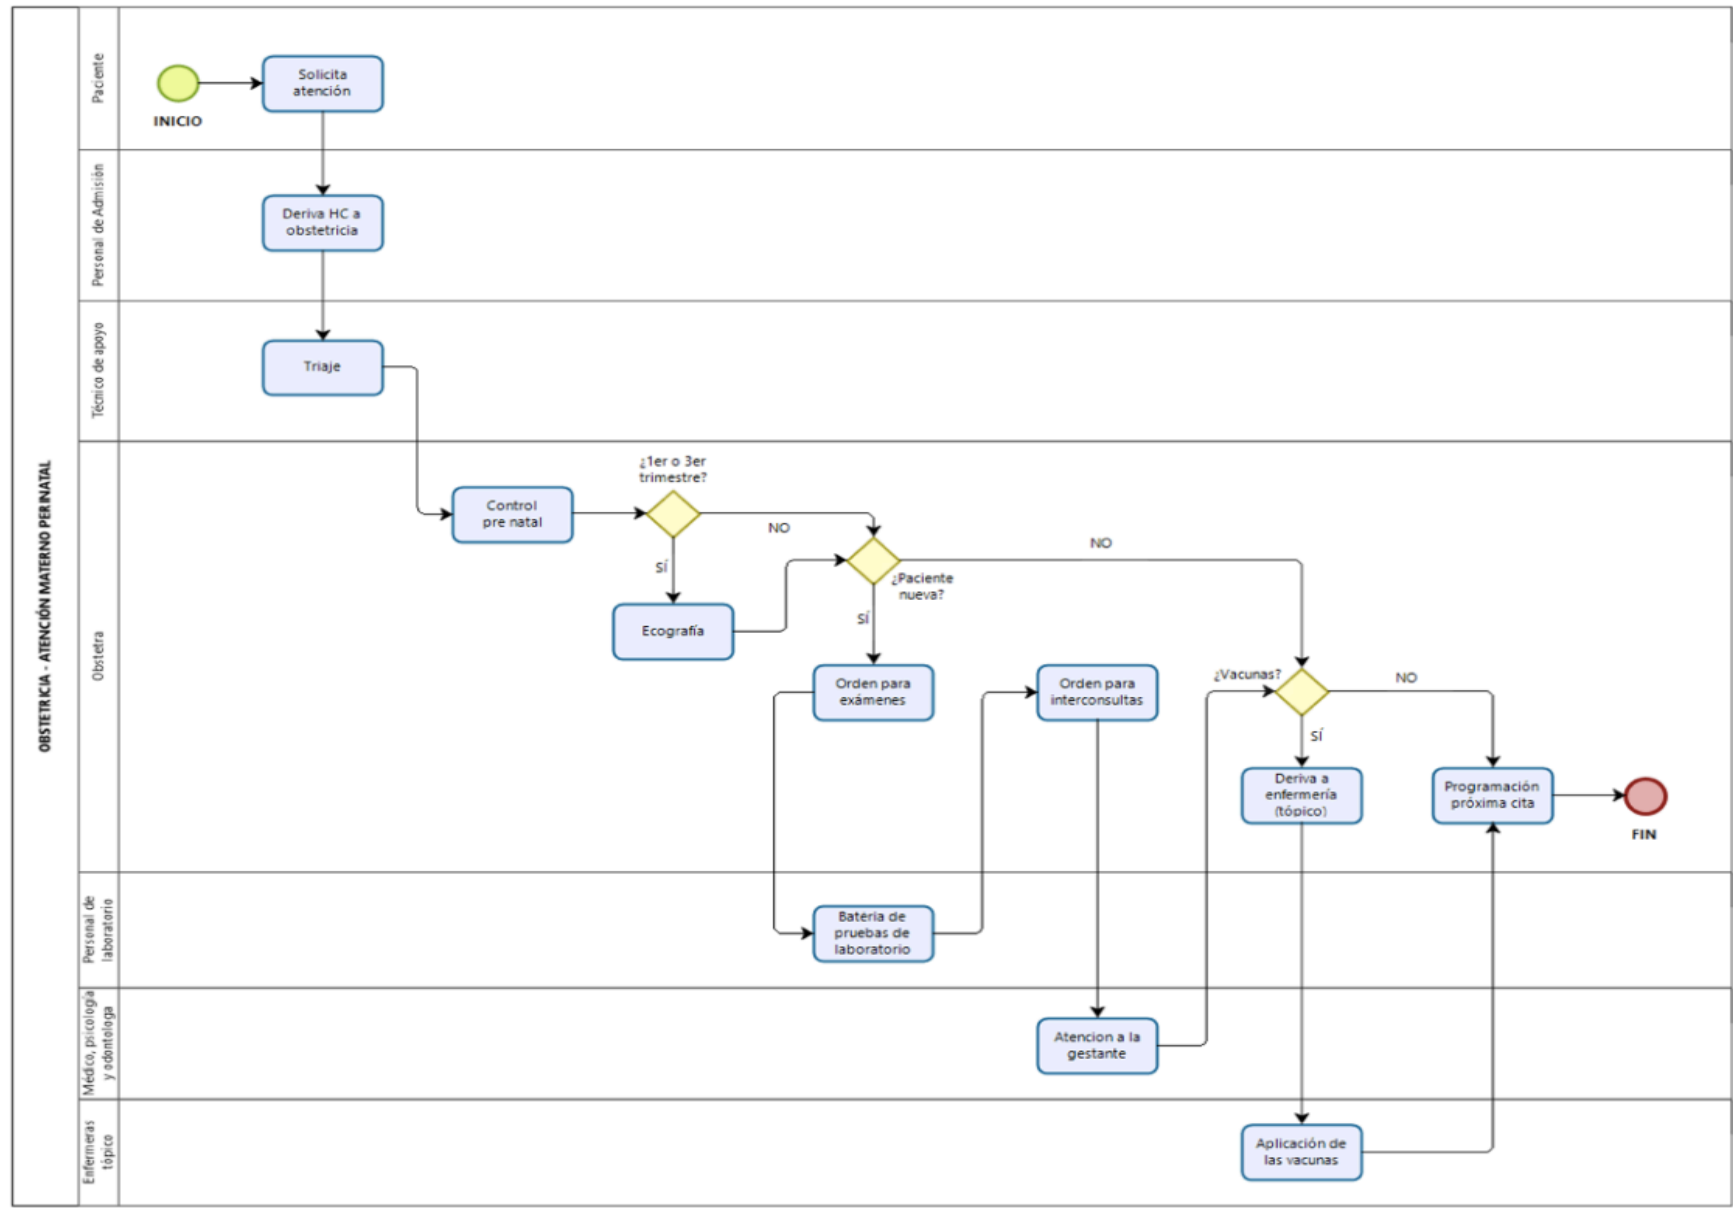 OBSTETRICIA - ATENCIÓN MATERNO PERINATAL
Paciente
INICIO
Solicita
atención
Personal de Admisión
Deriva HC a
obstetricia
Técnico de apoyo
Triaje
Obstetra
Control
pre natal
¿1er o 3er
trimestre?
NO
SÍ
Ecografía
¿Paciente
nueva?
NO
SÍ
Orden para
exámenes
Orden para
interconsultas
¿Vacunas?
NO
SÍ
Deriva a
enfermería
(tópico)
Programación
próxima cita
FIN
Personal de
laboratorio
Bateria de
pruebas de
laboratorio
Médico, psicología
y odontologa
Atencion a la
gestante
Enfermeras
tópico
Aplicación de
las vacunas